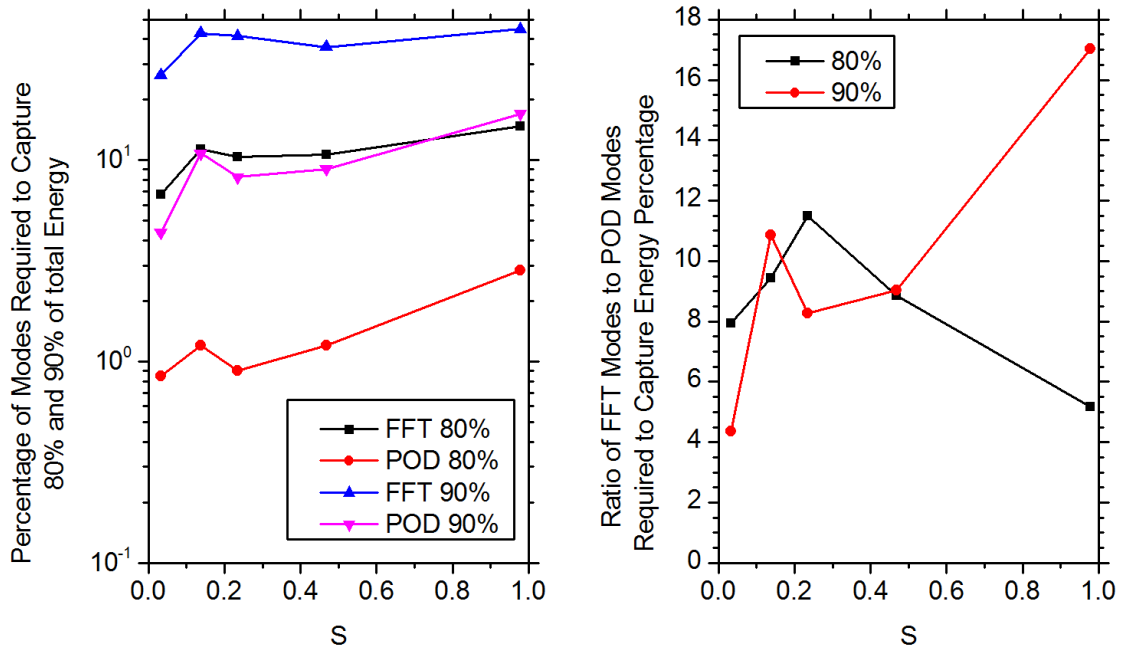 Percentage of Modes Required to Capture
80% and 90% of total Energy
10¹
10⁰
10⁻¹
FFT 80%
POD 80%
FFT 90%
POD 90%
0.0 0.2 0.4 0.6 0.8 1.0
S
Ratio of FFT Modes to POD Modes
Required to Capture Energy Percentage
18
16
14
12
10
8
6
4
2
0
80%
90%
0.0 0.2 0.4 0.6 0.8 1.0
S